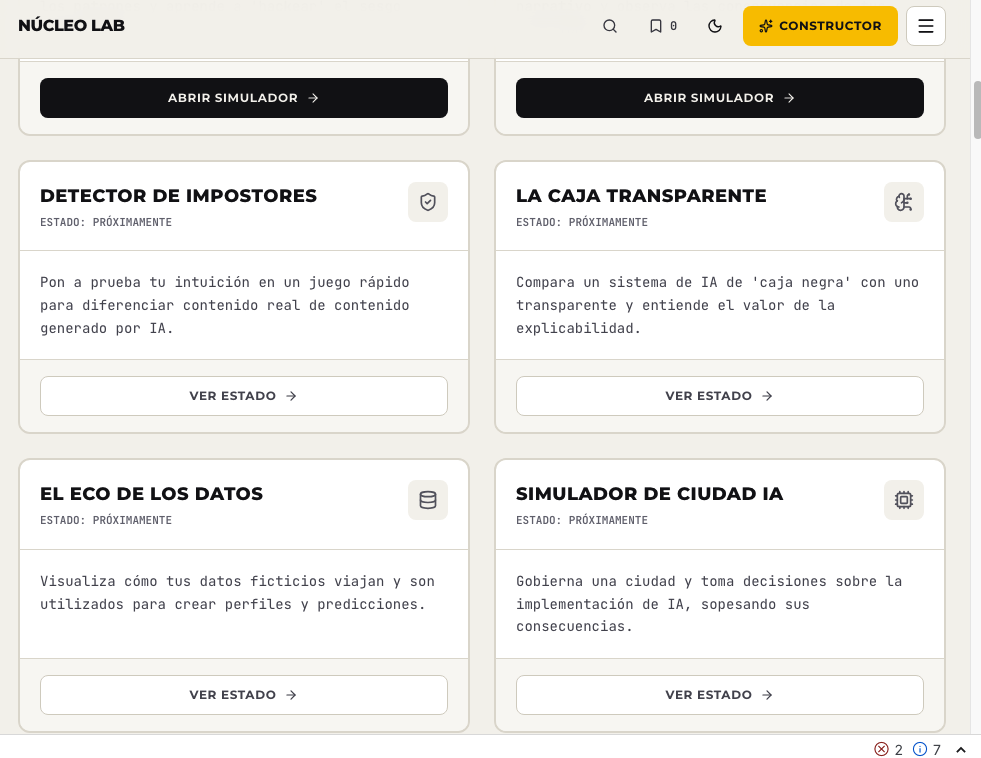 NÚCLEO LAB
0
CONSTRUCTOR
ABRIR SIMULADOR →
ABRIR SIMULADOR →
DETECTOR DE IMPOSTORES
ESTADO: PRÓXIMAMENTE
Pon a prueba tu intuición en un juego rápido
para diferenciar contenido real de contenido
generado por IA.
VER ESTADO →
LA CAJA TRANSPARENTE
ESTADO: PRÓXIMAMENTE
Compara un sistema de IA de 'caja negra' con uno
transparente y entiende el valor de la
explicabilidad.
VER ESTADO →
EL ECO DE LOS DATOS
ESTADO: PRÓXIMAMENTE
Visualiza cómo tus datos ficticios viajan y son
utilizados para crear perfiles y predicciones.
VER ESTADO →
SIMULADOR DE CIUDAD IA
ESTADO: PRÓXIMAMENTE
Gobierna una ciudad y toma decisiones sobre la
implementación de IA, sopesando sus
consecuencias.
VER ESTADO →
2
7